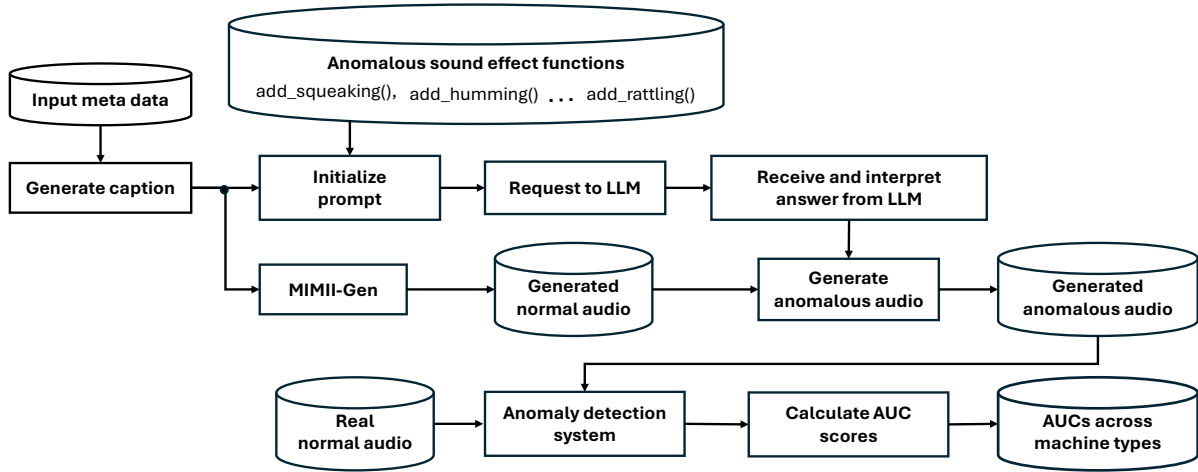 Anomalous sound effect functions
add_squeaking(), add_humming() ... add_rattling()
Input meta data
Generate caption
Initialize
prompt
Request to LLM
Receive and interpret
answer from LLM
MIMII-Gen
Generated
normal audio
Generate
anomalous audio
Generated
anomalous audio
Real
normal audio
Anomaly detection
system
Calculate AUC
scores
AUCs across
machine types